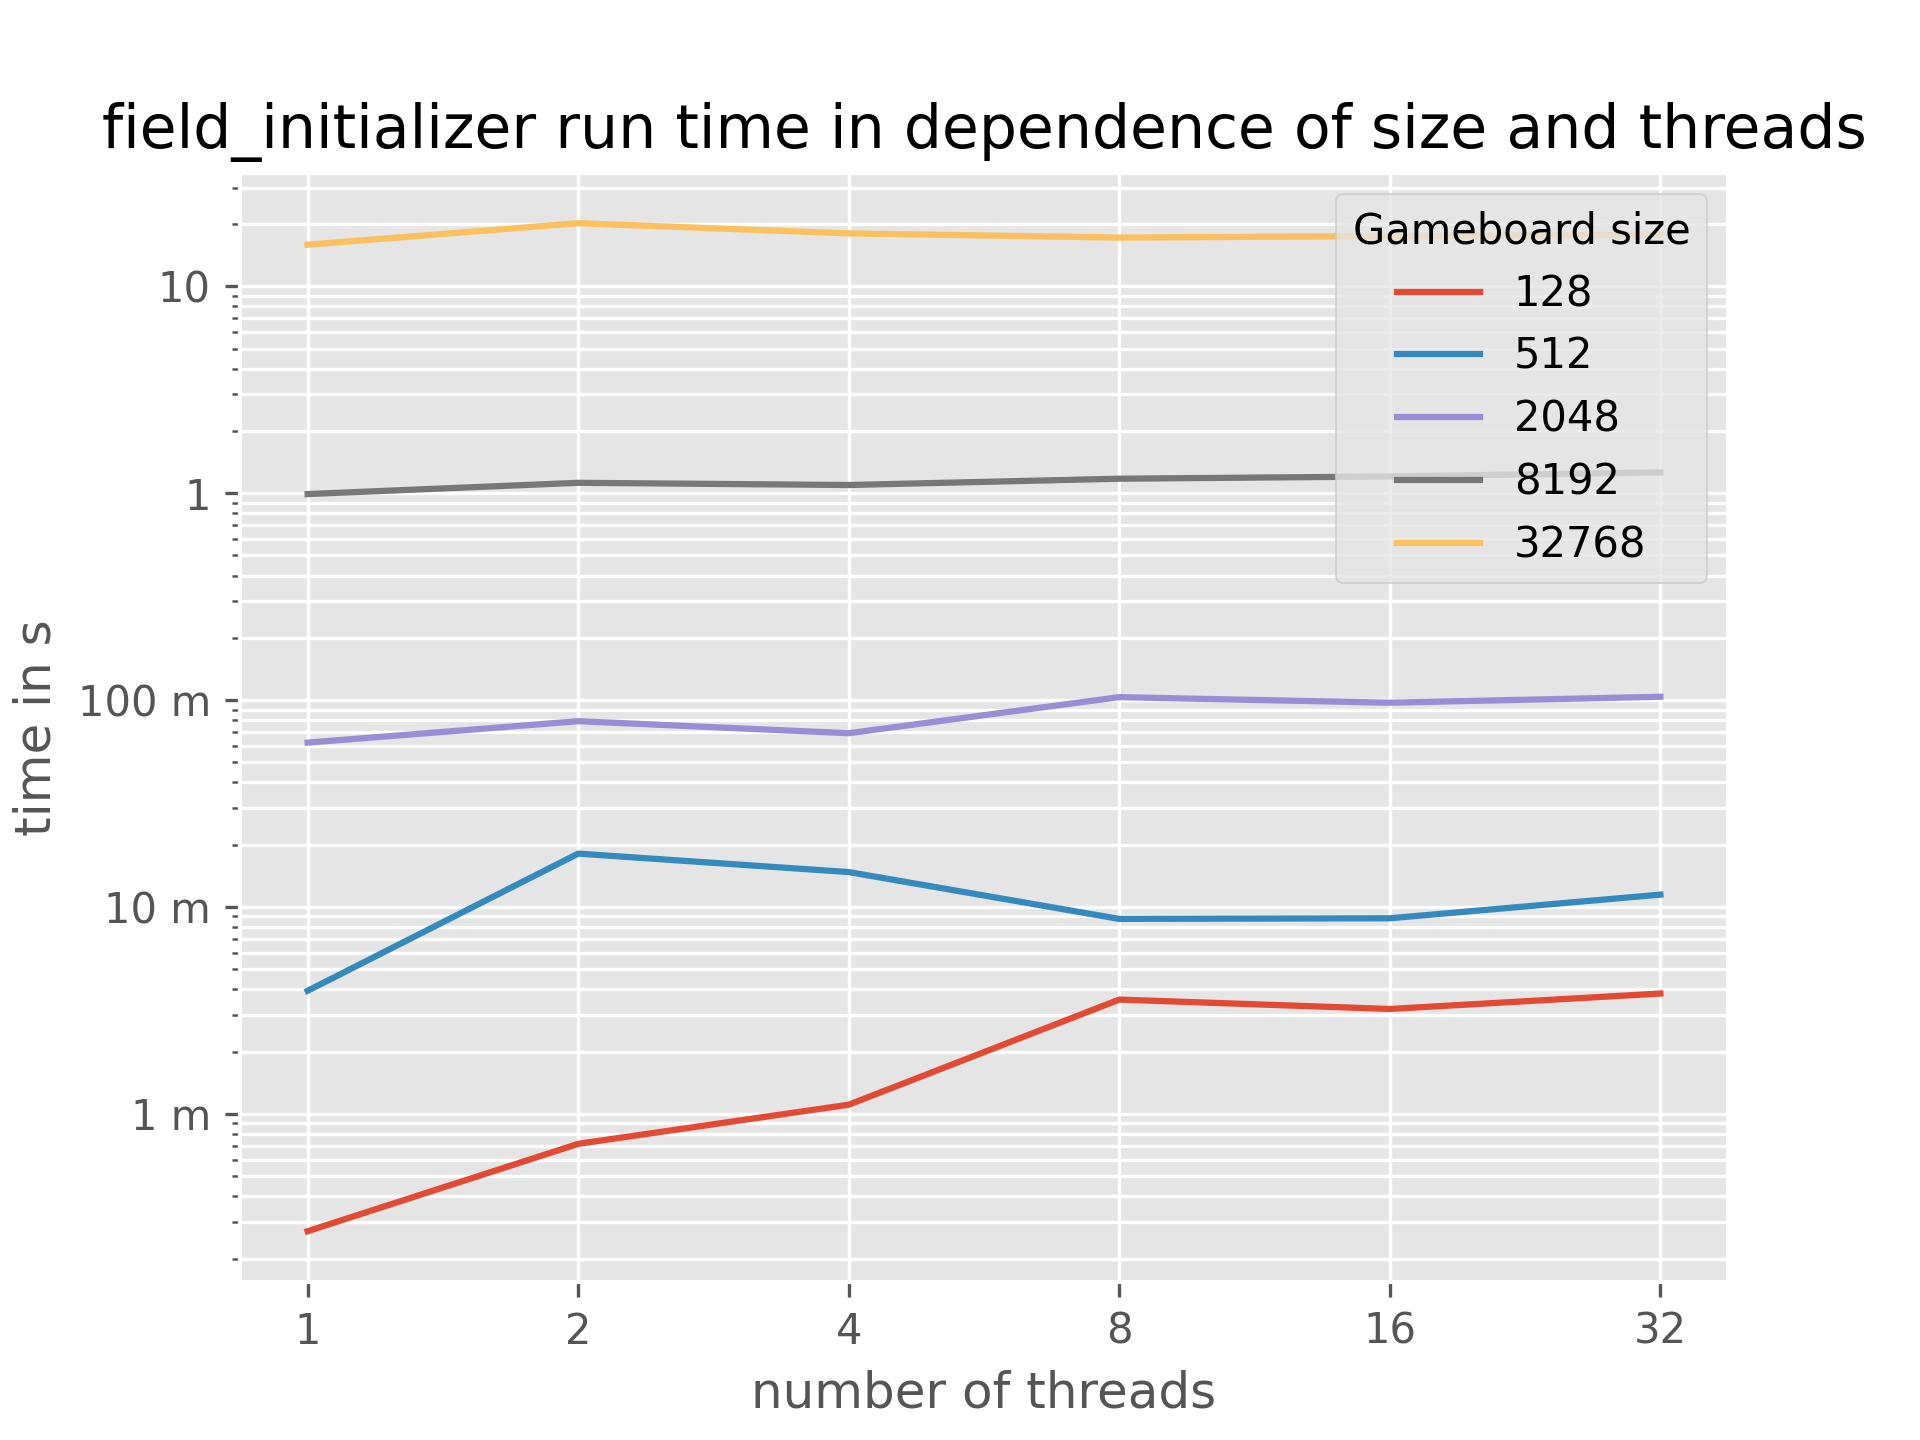 field_initializer run time in dependence of size and threads
Gameboard size
128
512
2048
8192
32768
10
1
100 m
10 m
1 m
time in s
1 2 4 8 16 32
number of threads